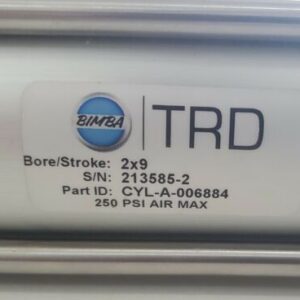 BIMBA
TRD
Bore/Stroke: 2x9
S/N: 213585-2
Part ID: CYL-A-006884
250 PSI AIR MAX